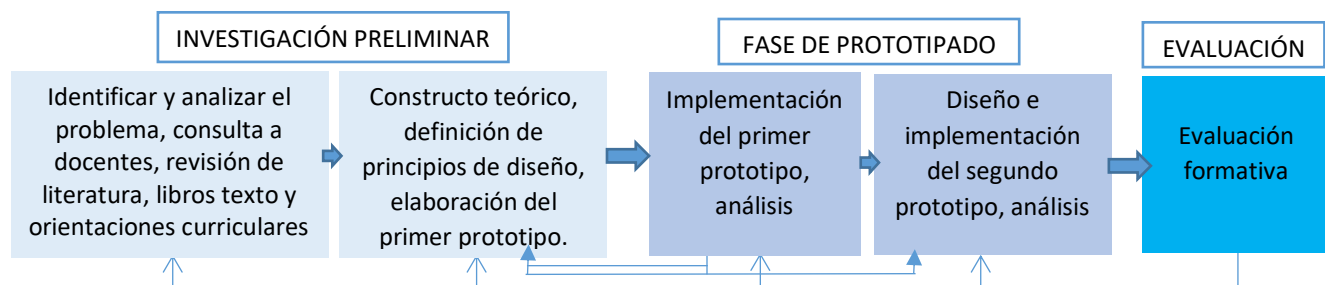 INVESTIGACIÓN PRELIMINAR
FASE DE PROTOTIPADO
EVALUACIÓN
Identificar y analizar el
problema, consulta a
docentes, revisión de
literatura, libros texto y
orientaciones curriculares
Constructo teórico,
definición de
principios de diseño,
elaboración del
primer prototipo.
Implementación
del primer
prototipo,
análisis
Diseño e
implementación
del segundo
prototipo, análisis
Evaluación
formativa